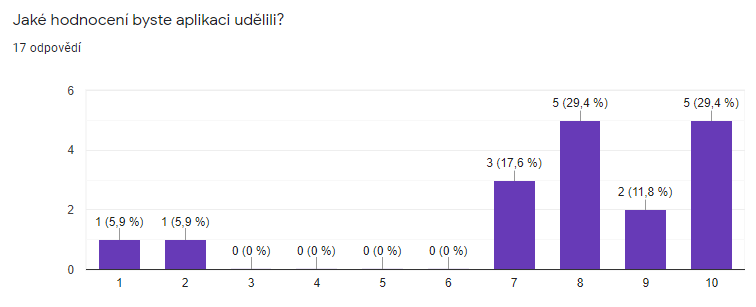 Jaké hodnocení byste aplikaci udělili?
17 odpovědí
6
4
2
0
1 (5,9 %)
1 (5,9 %)
0 (0 %)
0 (0 %)
0 (0 %)
0 (0 %)
3 (17,6 %)
5 (29,4 %)
2 (11,8 %)
5 (29,4 %)
1 2 3 4 5 6 7 8 9 10